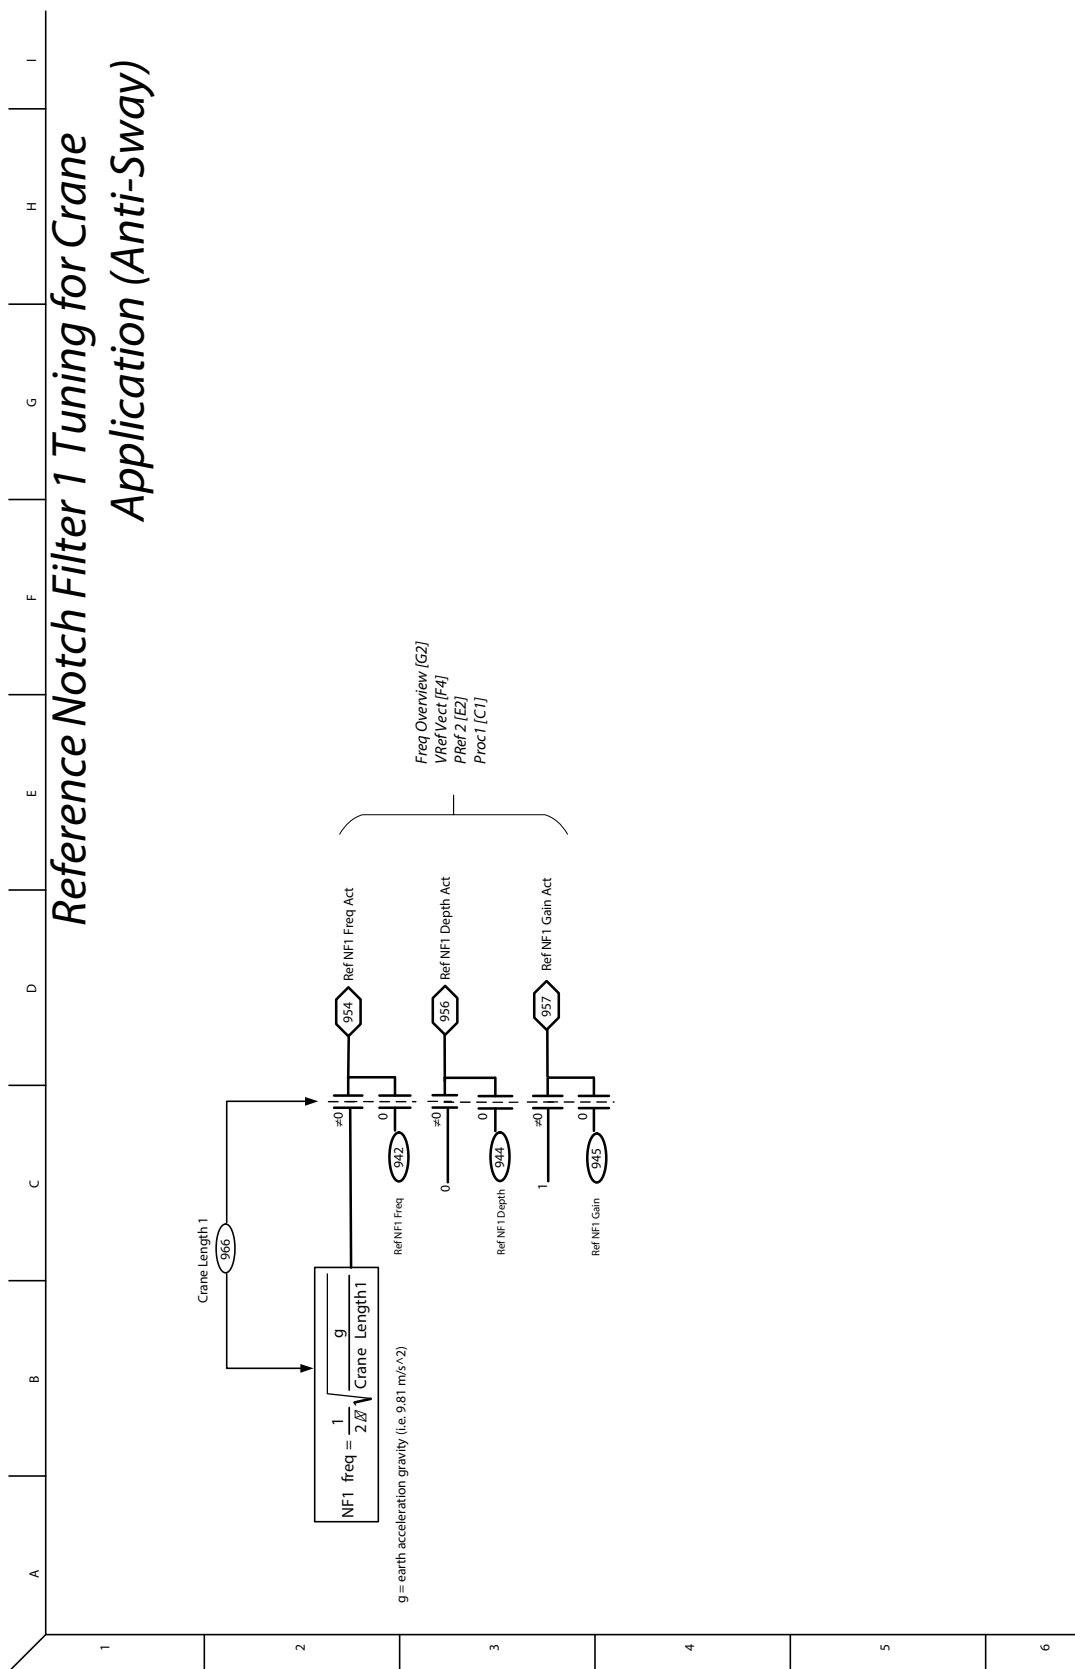 A
B
C
D
E
F
G
H
I
Reference Notch Filter 1 Tuning for Crane
Application (Anti-Sway)
1
2
3
4
5
6
Crane Length 1
966
NF1 freq = 1 / 2 √ g / Crane Length1
g = earth acceleration gravity (i.e. 9.81 m/s^2)
≠0
954
Ref NF1 Freq Act
0
942
Ref NF1 Freq
≠0
0
956
Ref NF1 Depth Act
0
944
Ref NF1 Depth
≠0
1
957
Ref NF1 Gain Act
0
945
Ref NF1 Gain
Freq Overview [G2]
VRef Vect [F4]
PRef 2 [E2]
Proc1 [C1]